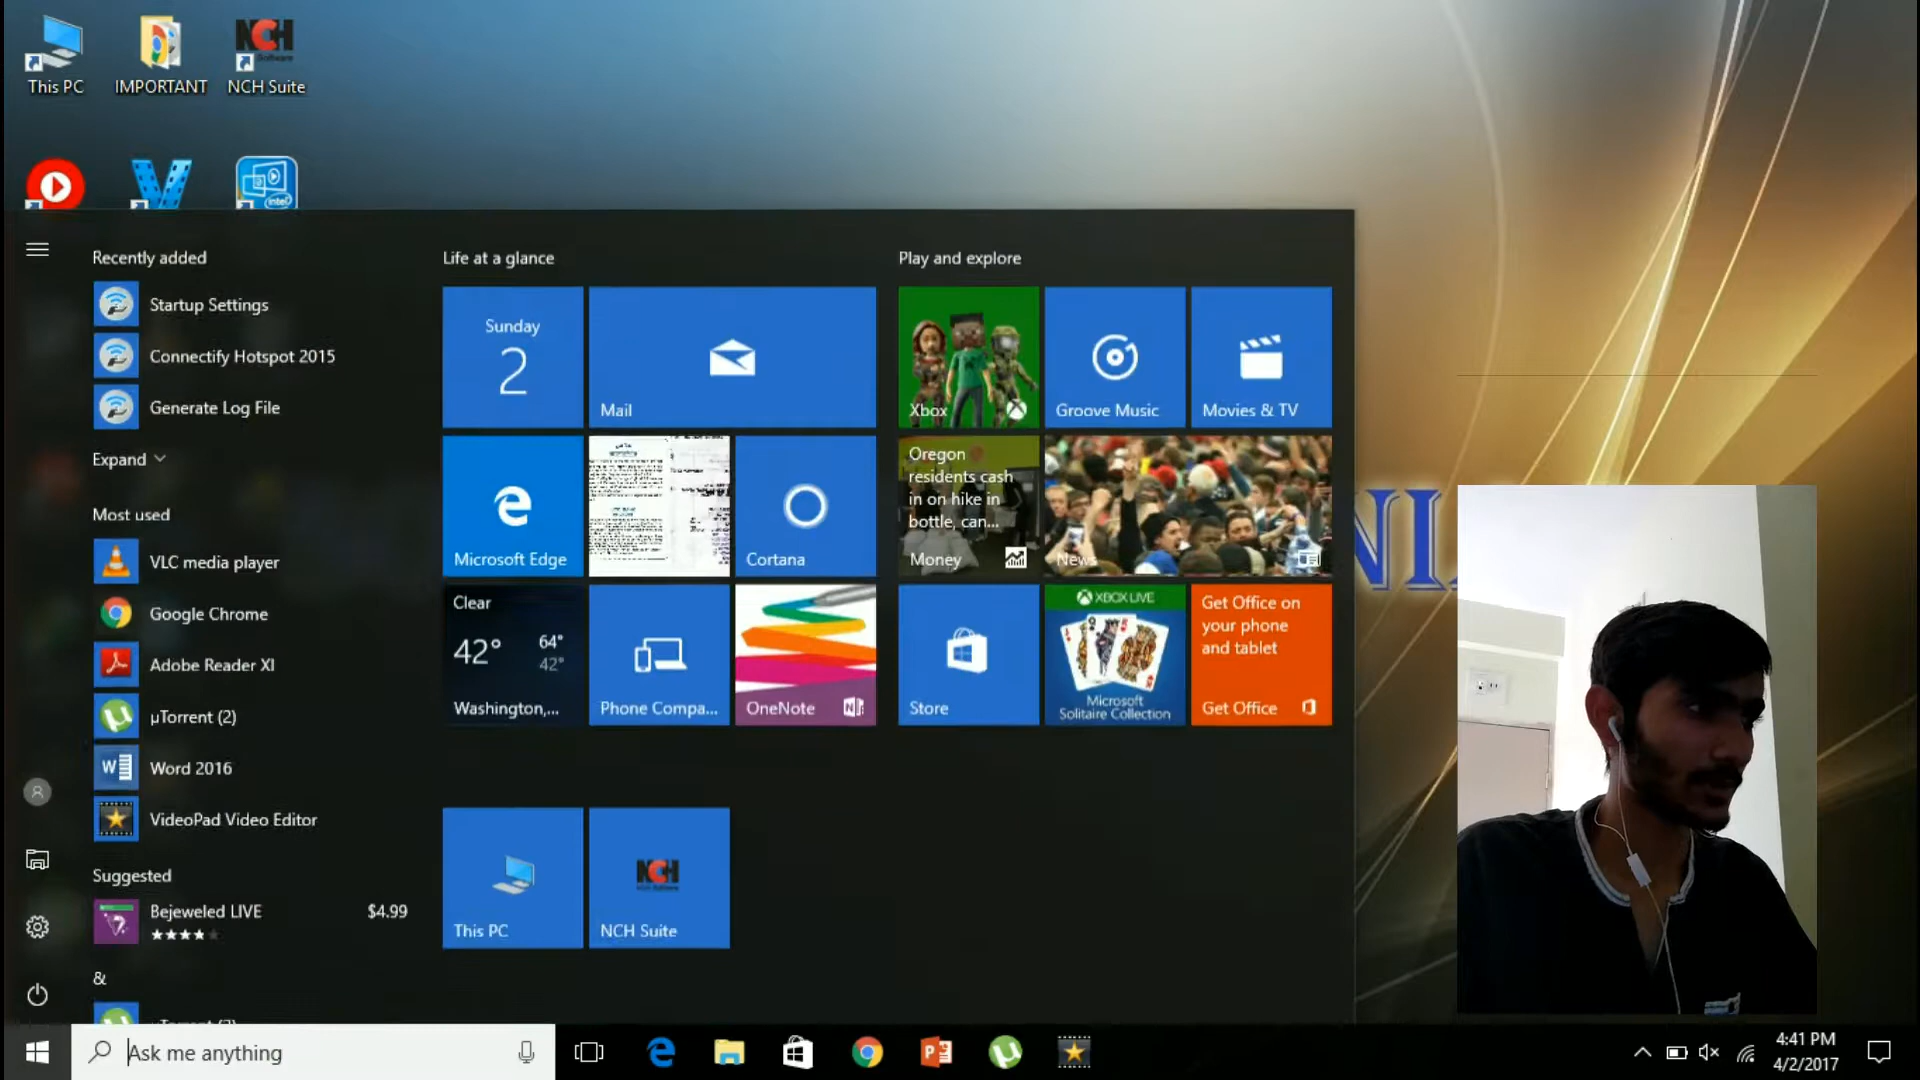 This PC
IMPORTANT
NCH Suite
NCH
Software
intel
Recently added
Startup Settings
Connectify Hotspot 2015
Generate Log File
Expand
Most used
VLC media player
Google Chrome
Adobe Reader XI
µTorrent (2)
Word 2016
VideoPad Video Editor
Suggested
Bejeweled LIVE
$4.99
&
Life at a glance
Sunday
2
Mail
Microsoft Edge
Cortana
Clear
42°
64°
42°
Washington,...
Phone Compa...
OneNote
This PC
NCH
NCH Suite
Play and explore
Xbox
Groove Music
Movies & TV
Oregon
residents cash
in on hike in
bottle, can...
Money
News
Store
XBOX LIVE
Microsoft
Solitaire Collection
Get Office on
your phone
and tablet
Get Office
NI
Ask me anything
4:41 PM
4/2/2017